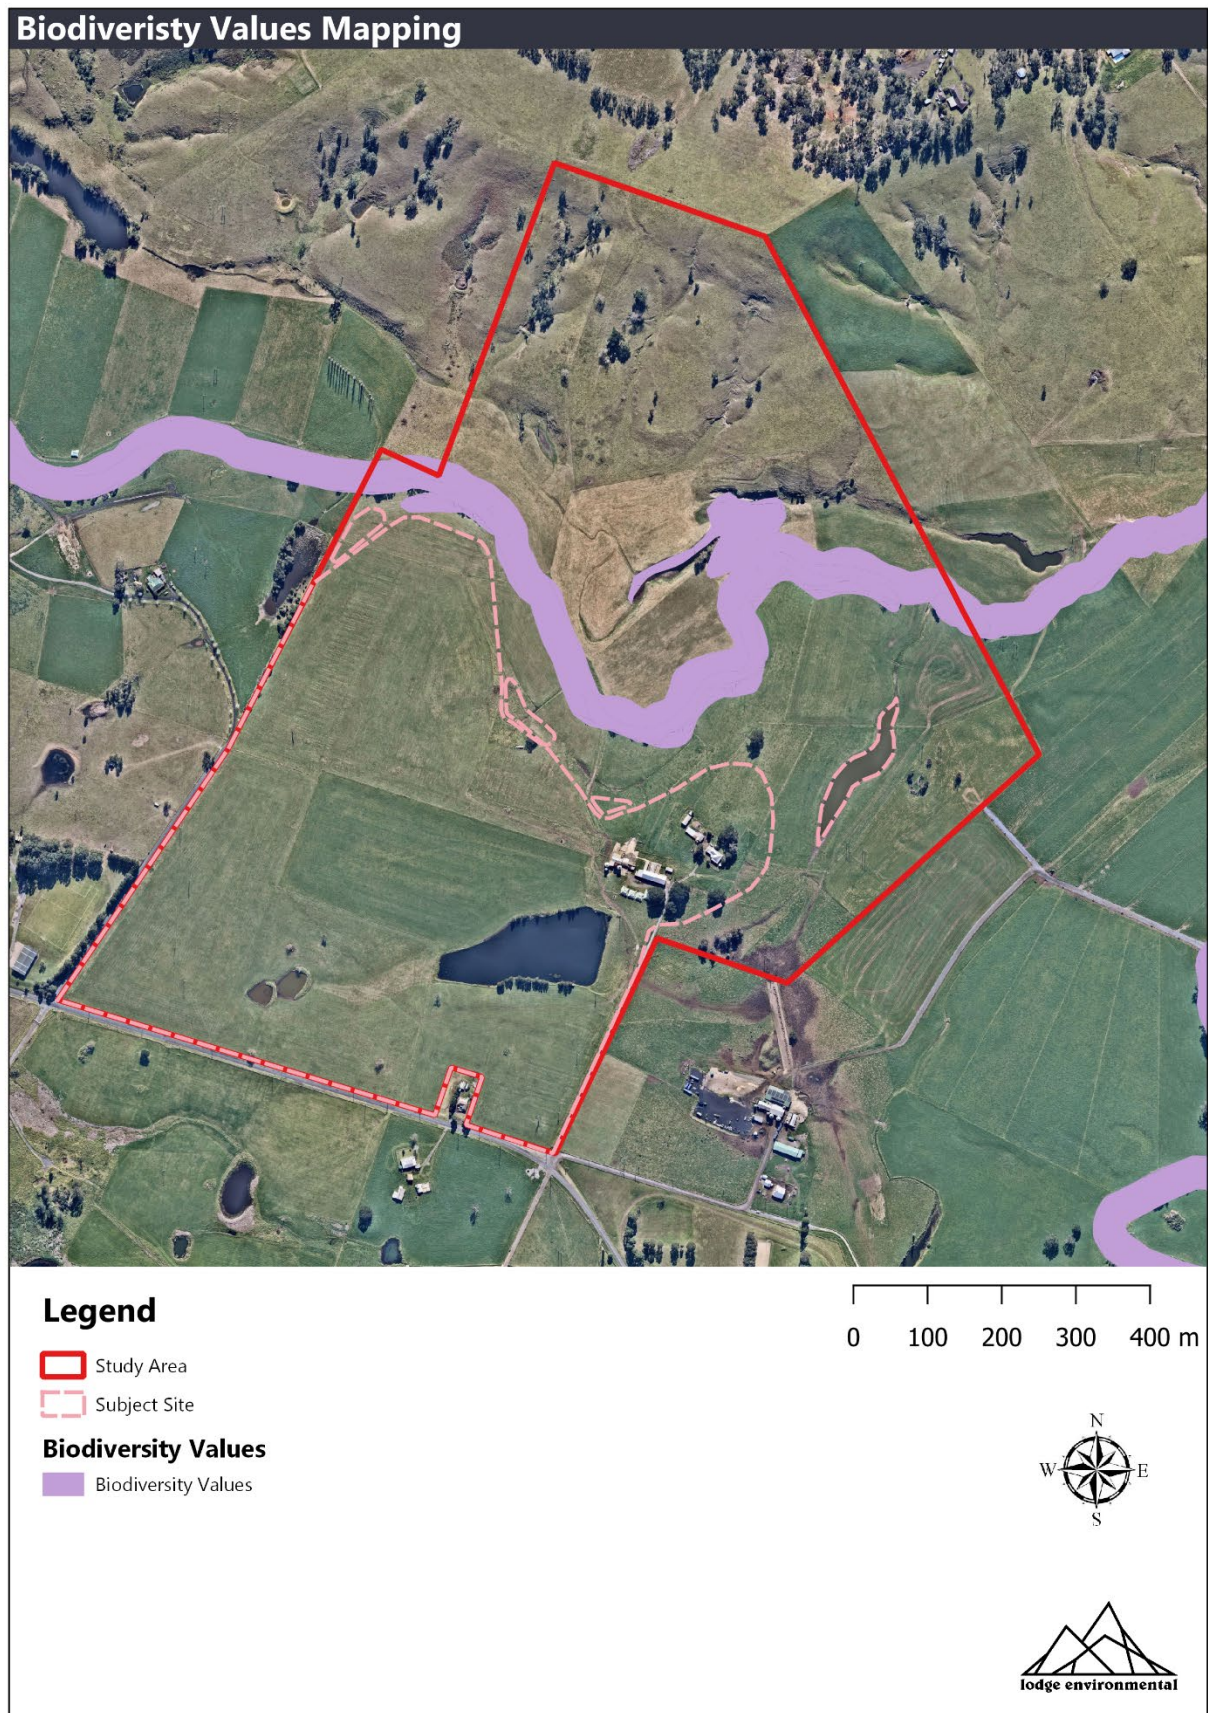 Biodiveristy Values Mapping
Legend
Study Area
Subject Site
Biodiversity Values
Biodiversity Values
0 100 200 300 400 m
N
W E
S
lodge environmental